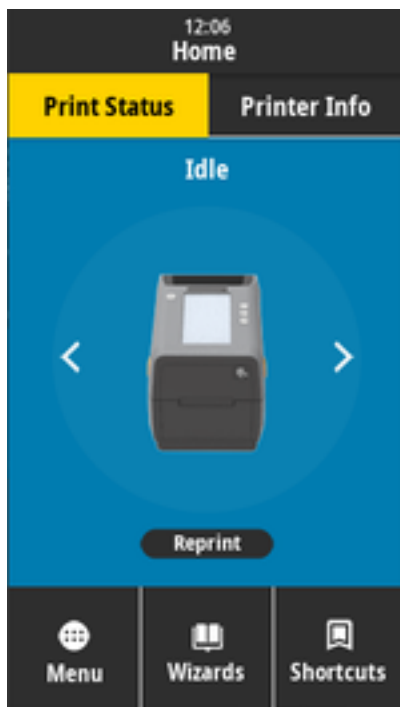 12:06
Home
Print Status
Printer Info
Idle
Reprint
Menu
Wizards
Shortcuts